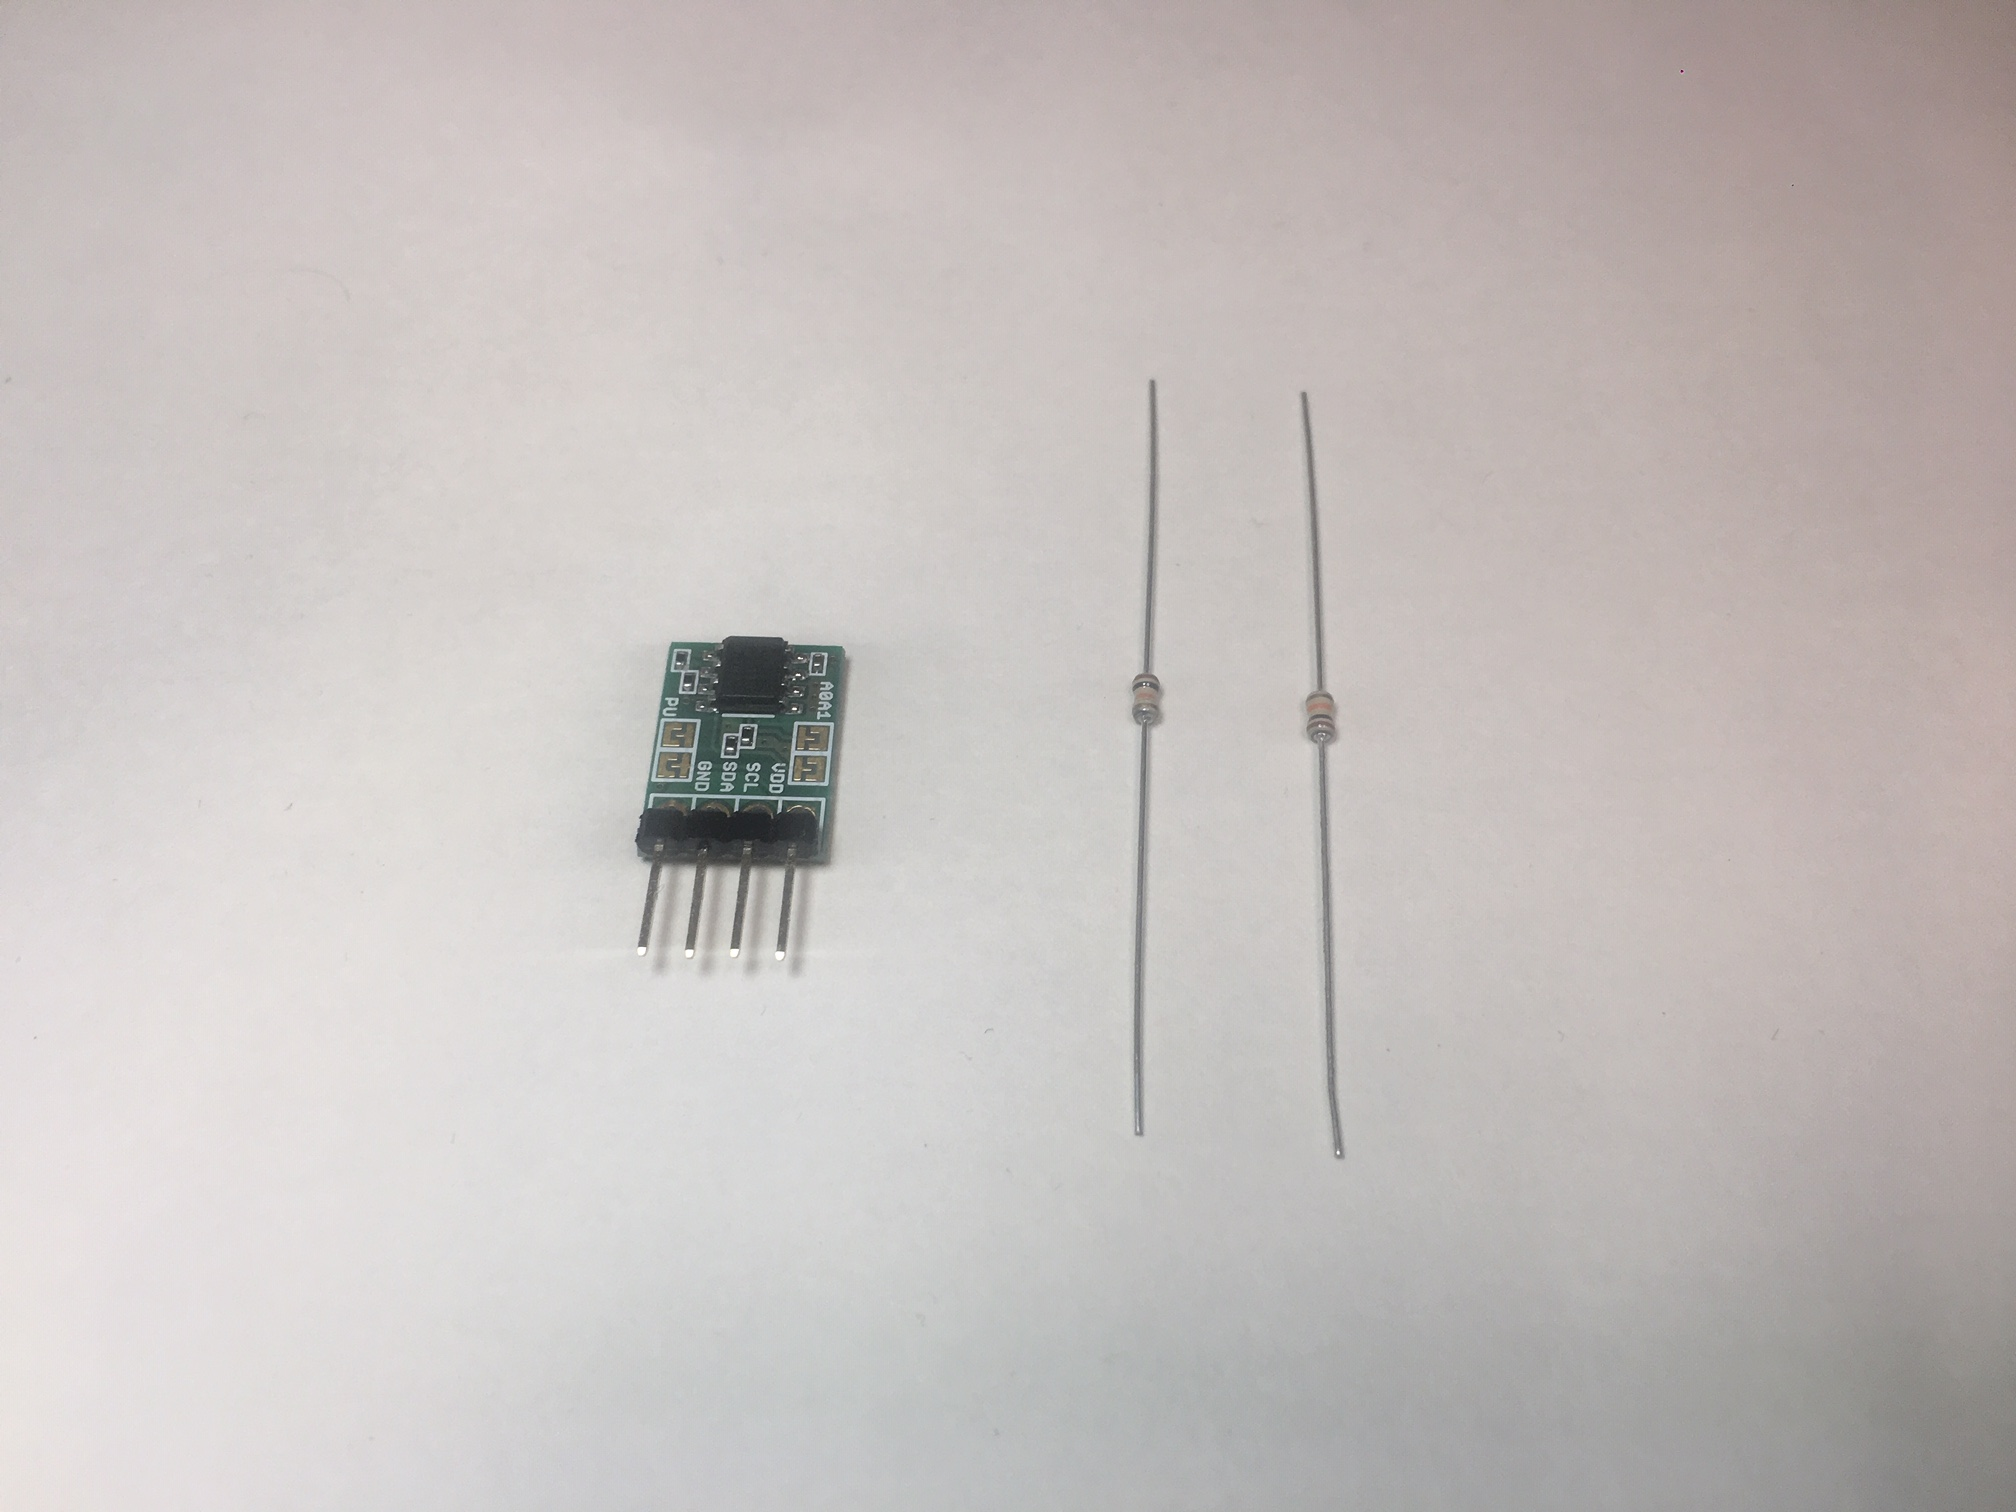 A0A1
PU
GND
SDA
SCL
VDD